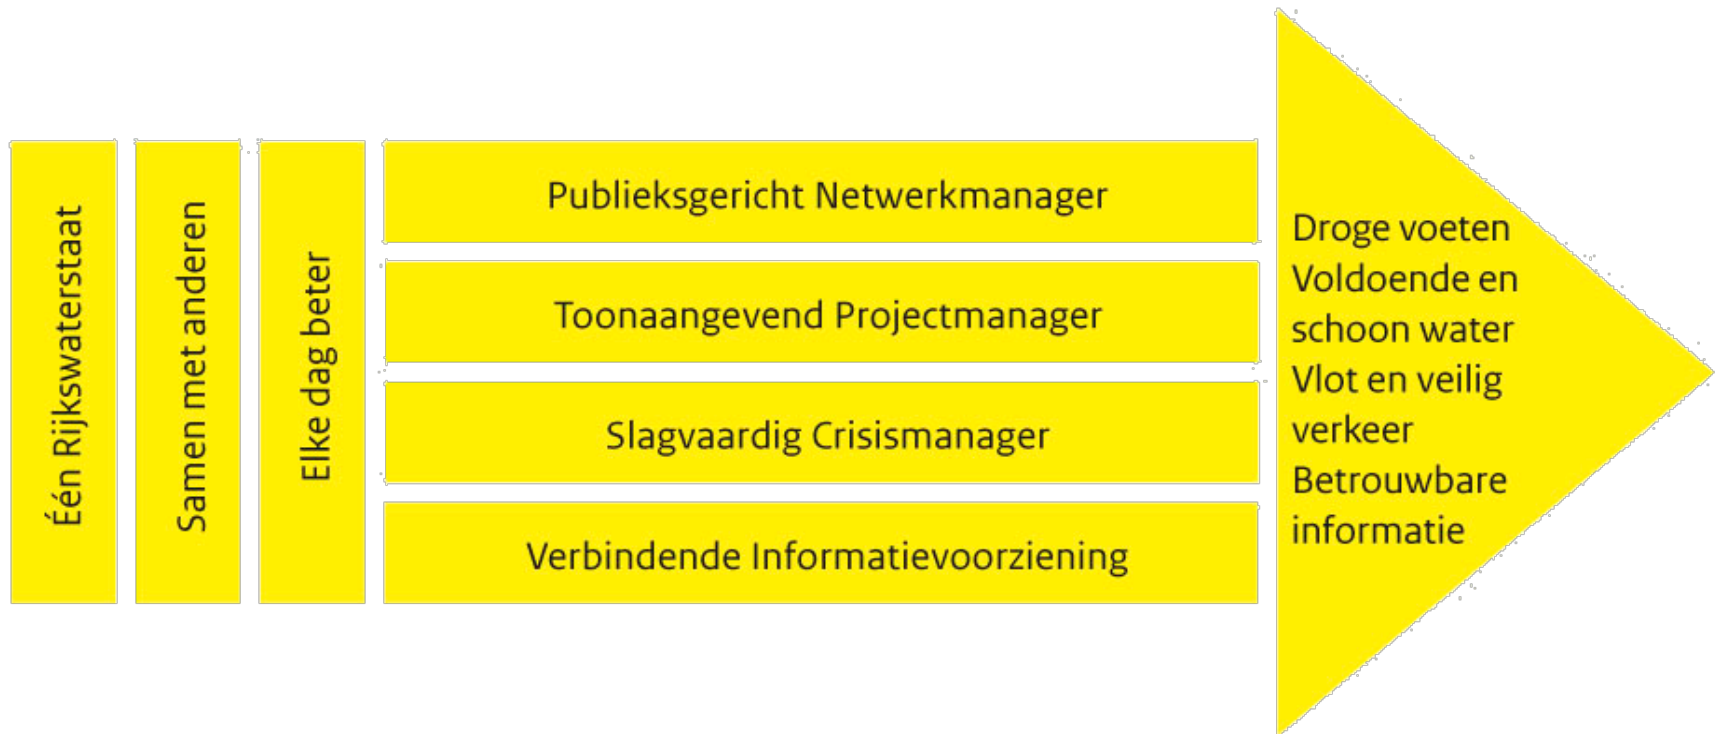 Één Rijkswaterstaat
Samen met anderen
Elke dag beter
Publieksgericht Netwerkmanager
Toonaangevend Projectmanager
Slagvaardig Crisismanager
Verbindende Informatievoorziening
Droge voeten
Voldoende en
schoon water
Vlot en veilig
verkeer
Betrouwbare
informatie